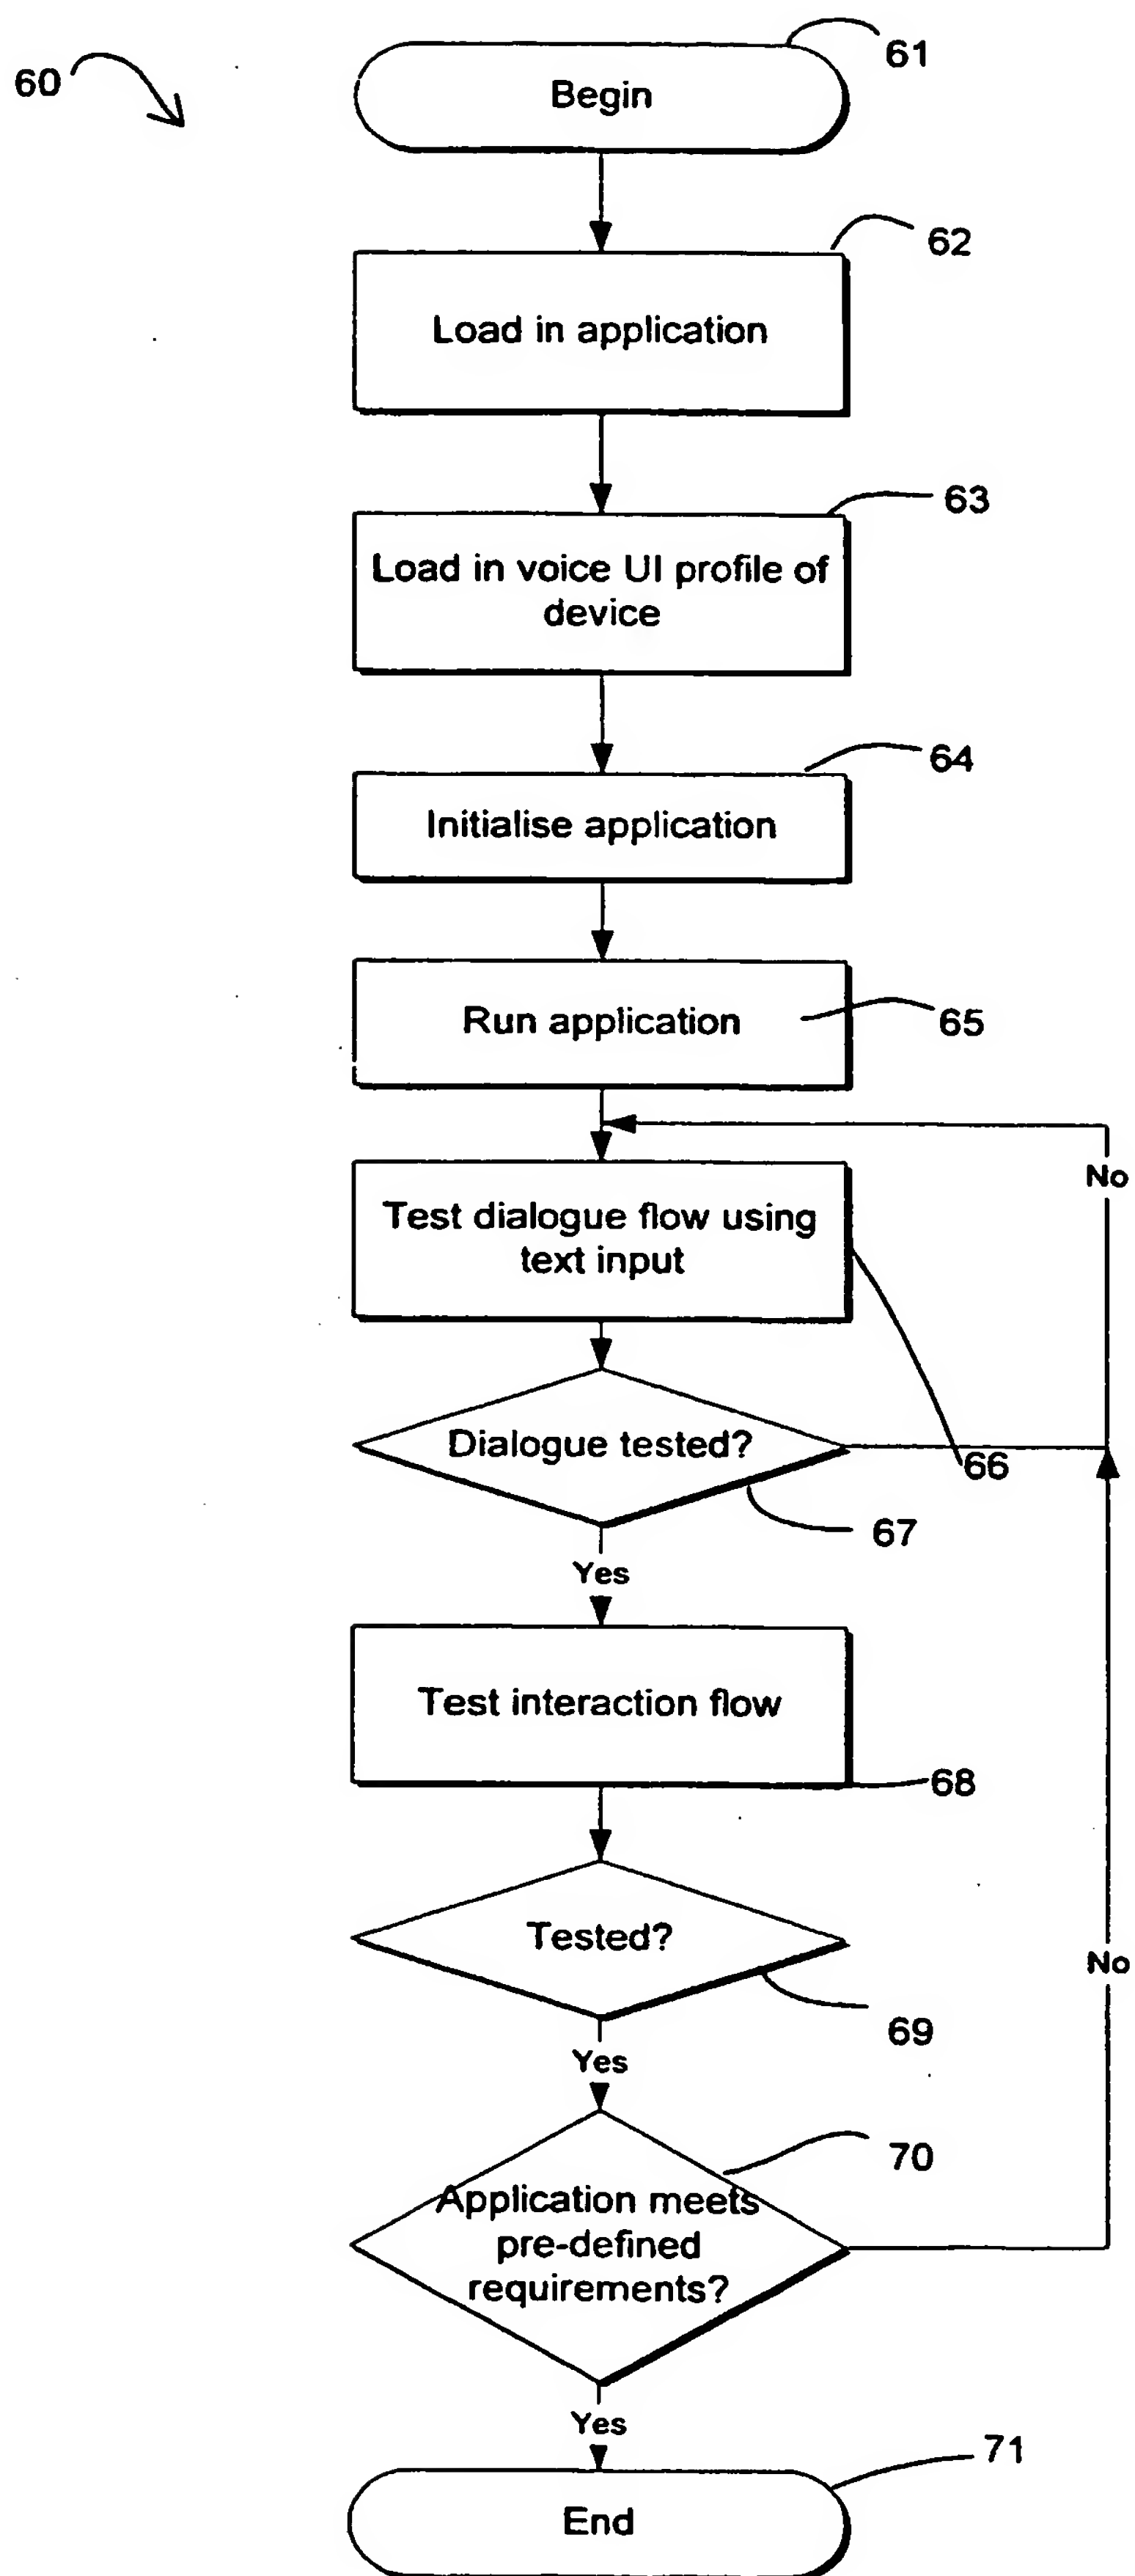 60
61
Begin
62
Load in application
63
Load in voice UI profile of
device
64
Initialise application
Run application
65
No
Test dialogue flow using
text input
66
Dialogue tested?
67
Yes
Test interaction flow
68
Tested?
No
69
Yes
70
Application meets
pre-defined
requirements?
Yes
71
End